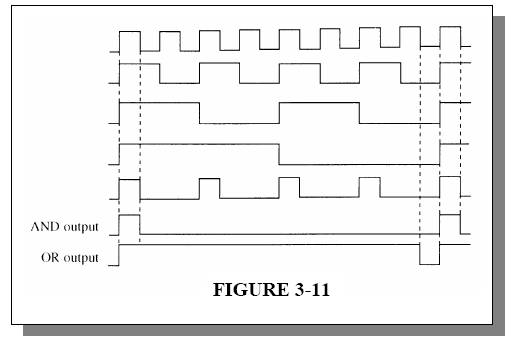 AND output
OR output
FIGURE 3-11